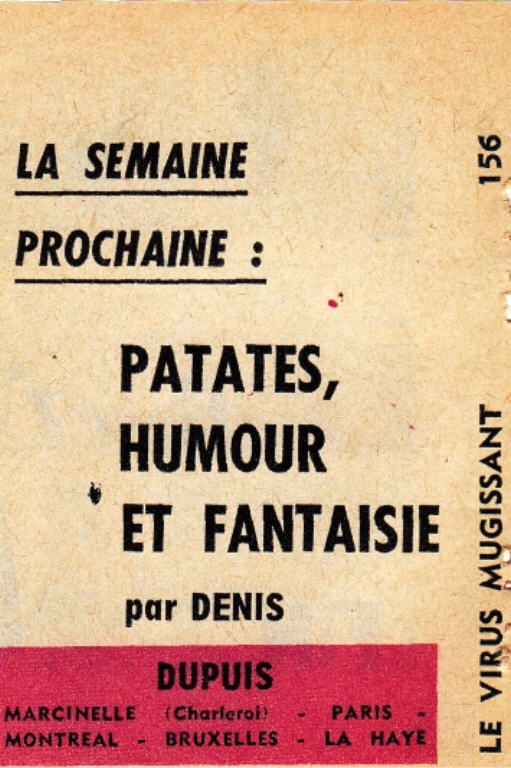 LA SEMAINE
PROCHAINE :
PATATES,
HUMOUR
ET FANTAISIE
par DENIS
DUPUIS
MARCINELLE (Charleroi) - PARIS -
MONTREAL - BRUXELLES - LA HAYE
LE VIRUS MUGISSANT 156